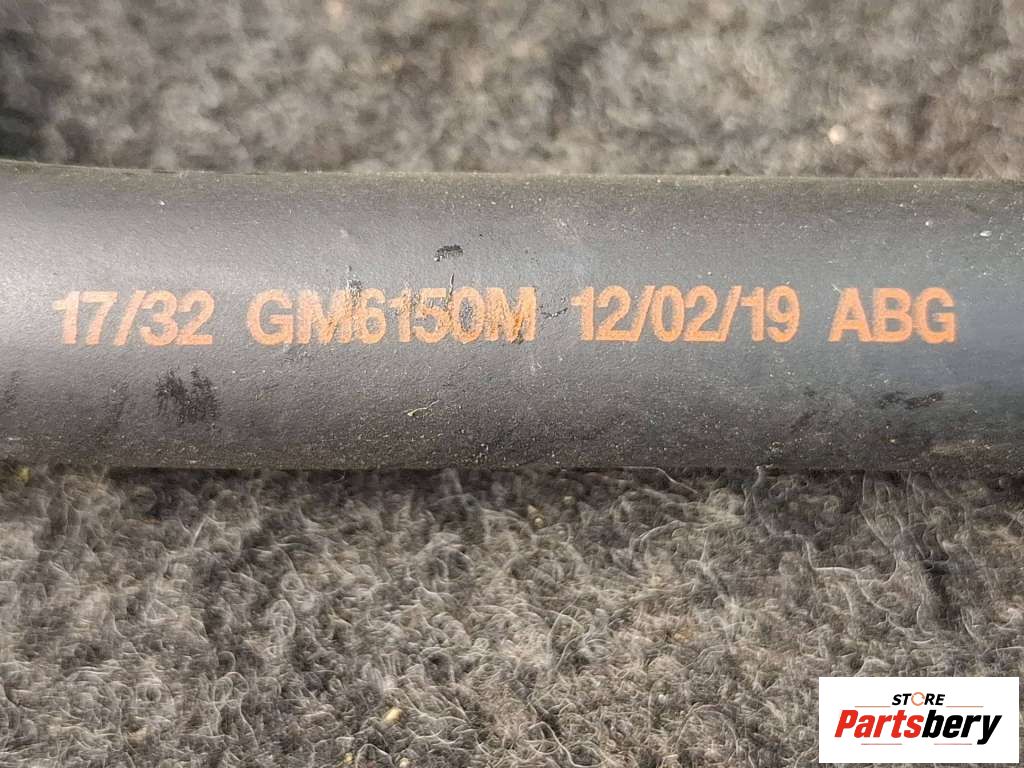 17/32 GM6150M 12/02/19 ABG
STORE
Partsbery